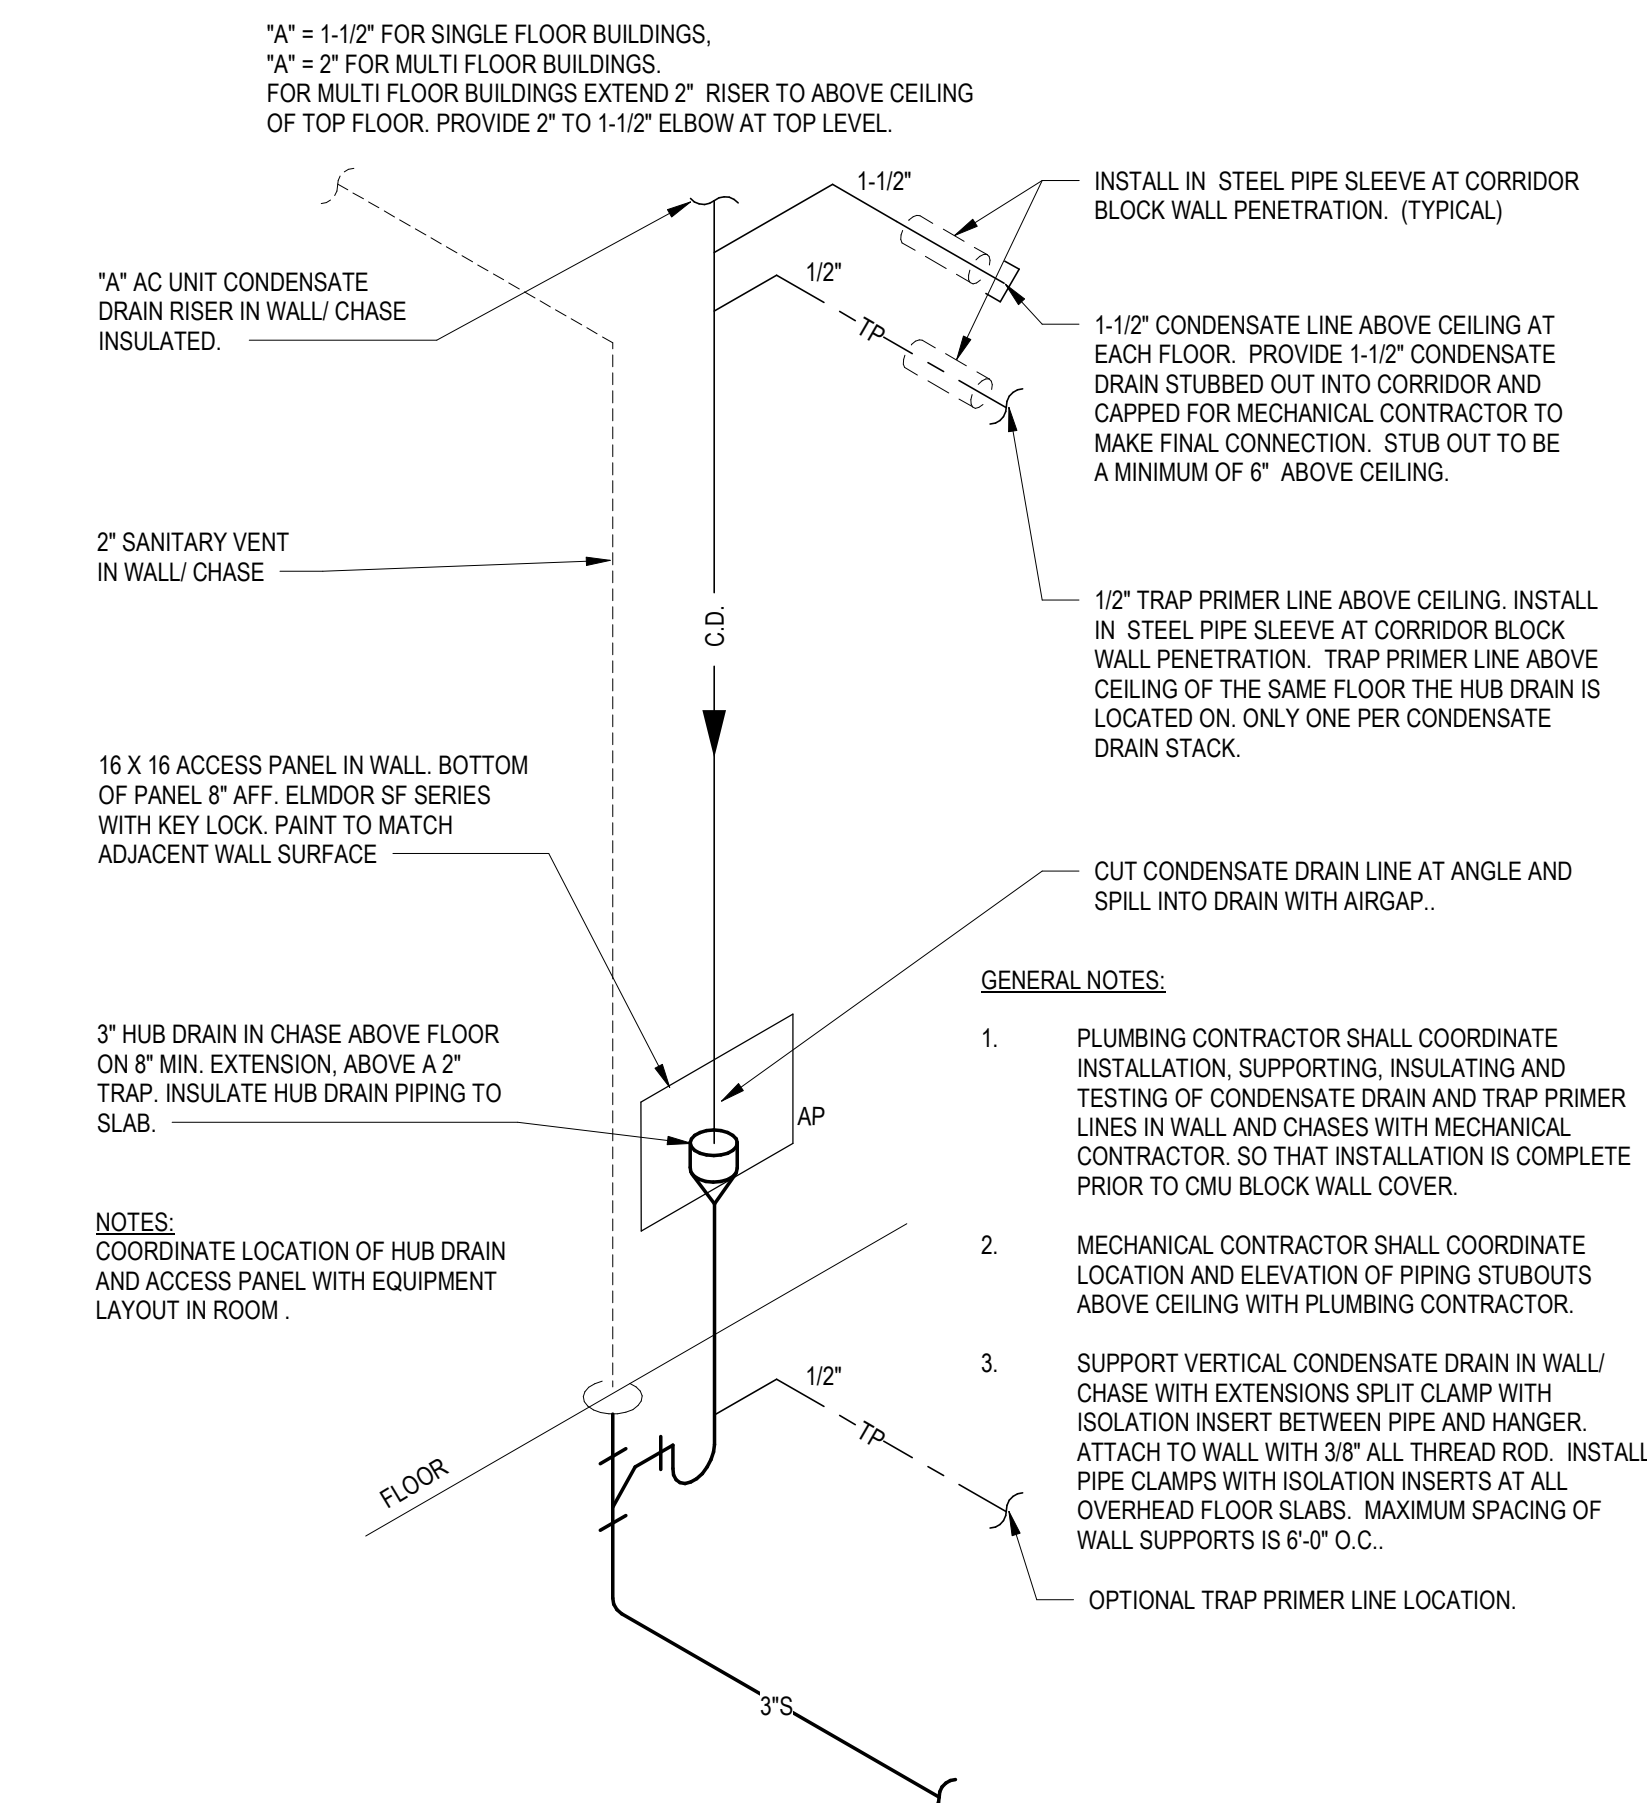 "A" = 1-1/2" FOR SINGLE FLOOR BUILDINGS,
"A" = 2" FOR MULTI FLOOR BUILDINGS.
FOR MULTI FLOOR BUILDINGS EXTEND 2" RISER TO ABOVE CEILING
OF TOP FLOOR. PROVIDE 2" TO 1-1/2" ELBOW AT TOP LEVEL.
1-1/2"
INSTALL IN STEEL PIPE SLEEVE AT CORRIDOR
BLOCK WALL PENETRATION. (TYPICAL)
"A" AC UNIT CONDENSATE
DRAIN RISER IN WALL/ CHASE
INSULATED.
1/2"
TP
1-1/2" CONDENSATE LINE ABOVE CEILING AT
EACH FLOOR. PROVIDE 1-1/2" CONDENSATE
DRAIN STUBBED OUT INTO CORRIDOR AND
CAPPED FOR MECHANICAL CONTRACTOR TO
MAKE FINAL CONNECTION. STUB OUT TO BE
A MINIMUM OF 6" ABOVE CEILING.
2" SANITARY VENT
IN WALL/ CHASE
C.D.
1/2" TRAP PRIMER LINE ABOVE CEILING. INSTALL
IN STEEL PIPE SLEEVE AT CORRIDOR BLOCK
WALL PENETRATION. TRAP PRIMER LINE ABOVE
CEILING OF THE SAME FLOOR THE HUB DRAIN IS
LOCATED ON. ONLY ONE PER CONDENSATE
DRAIN STACK.
16 X 16 ACCESS PANEL IN WALL. BOTTOM
OF PANEL 8" AFF. ELMDOR SF SERIES
WITH KEY LOCK. PAINT TO MATCH
ADJACENT WALL SURFACE
CUT CONDENSATE DRAIN LINE AT ANGLE AND
SPILL INTO DRAIN WITH AIRGAP..
3" HUB DRAIN IN CHASE ABOVE FLOOR
ON 8" MIN. EXTENSION, ABOVE A 2"
TRAP. INSULATE HUB DRAIN PIPING TO
SLAB.
AP
NOTES:
COORDINATE LOCATION OF HUB DRAIN
AND ACCESS PANEL WITH EQUIPMENT
LAYOUT IN ROOM .
GENERAL NOTES:
1. PLUMBING CONTRACTOR SHALL COORDINATE
INSTALLATION, SUPPORTING, INSULATING AND
TESTING OF CONDENSATE DRAIN AND TRAP PRIMER
LINES IN WALL AND CHASES WITH MECHANICAL
CONTRACTOR. SO THAT INSTALLATION IS COMPLETE
PRIOR TO CMU BLOCK WALL COVER.
2. MECHANICAL CONTRACTOR SHALL COORDINATE
LOCATION AND ELEVATION OF PIPING STUBOUTS
ABOVE CEILING WITH PLUMBING CONTRACTOR.
3. SUPPORT VERTICAL CONDENSATE DRAIN IN WALL/
CHASE WITH EXTENSIONS SPLIT CLAMP WITH
ISOLATION INSERT BETWEEN PIPE AND HANGER.
ATTACH TO WALL WITH 3/8" ALL THREAD ROD. INSTALL
PIPE CLAMPS WITH ISOLATION INSERTS AT ALL
OVERHEAD FLOOR SLABS. MAXIMUM SPACING OF
WALL SUPPORTS IS 6'-0" O.C..
1/2"
TP
FLOOR
OPTIONAL TRAP PRIMER LINE LOCATION.
3"S